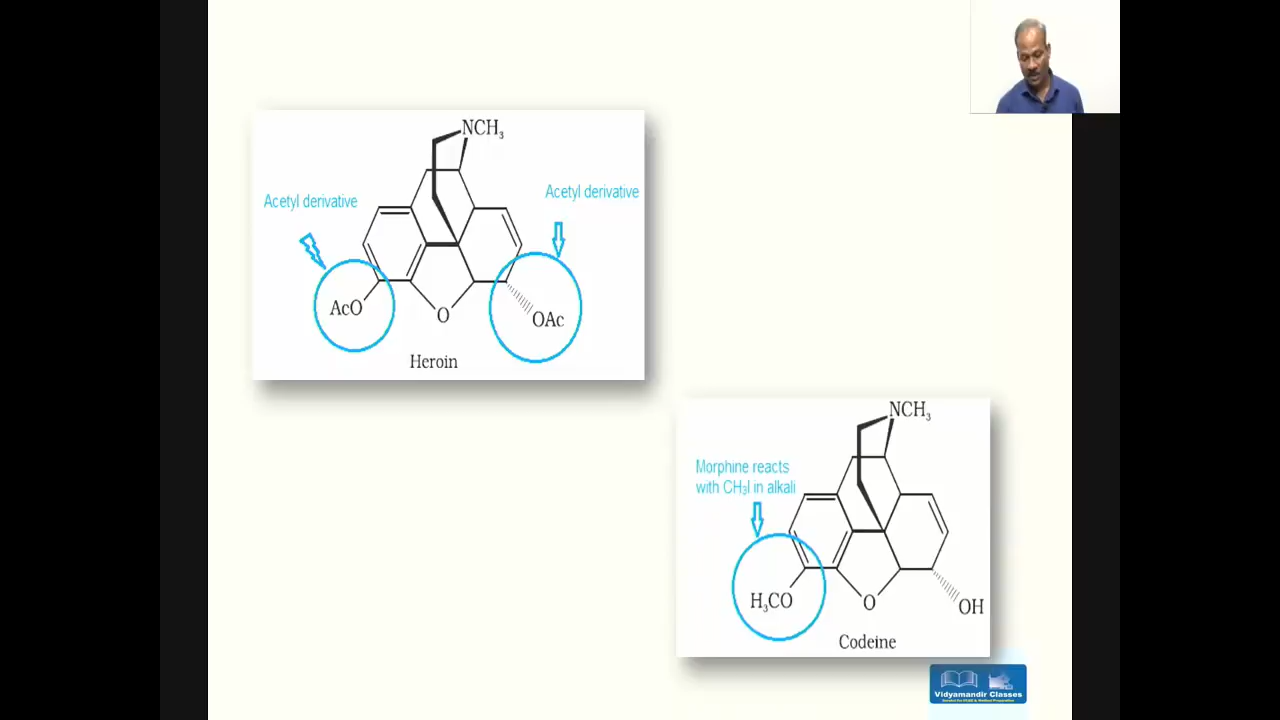 NCH₃
Acetyl derivative
Acetyl derivative
AcO
O
OAc
Heroin
NCH₃
Morphine reacts
with CH₃I in alkali
H₃CO
O
OH
Codeine
Vidyamandir Classes